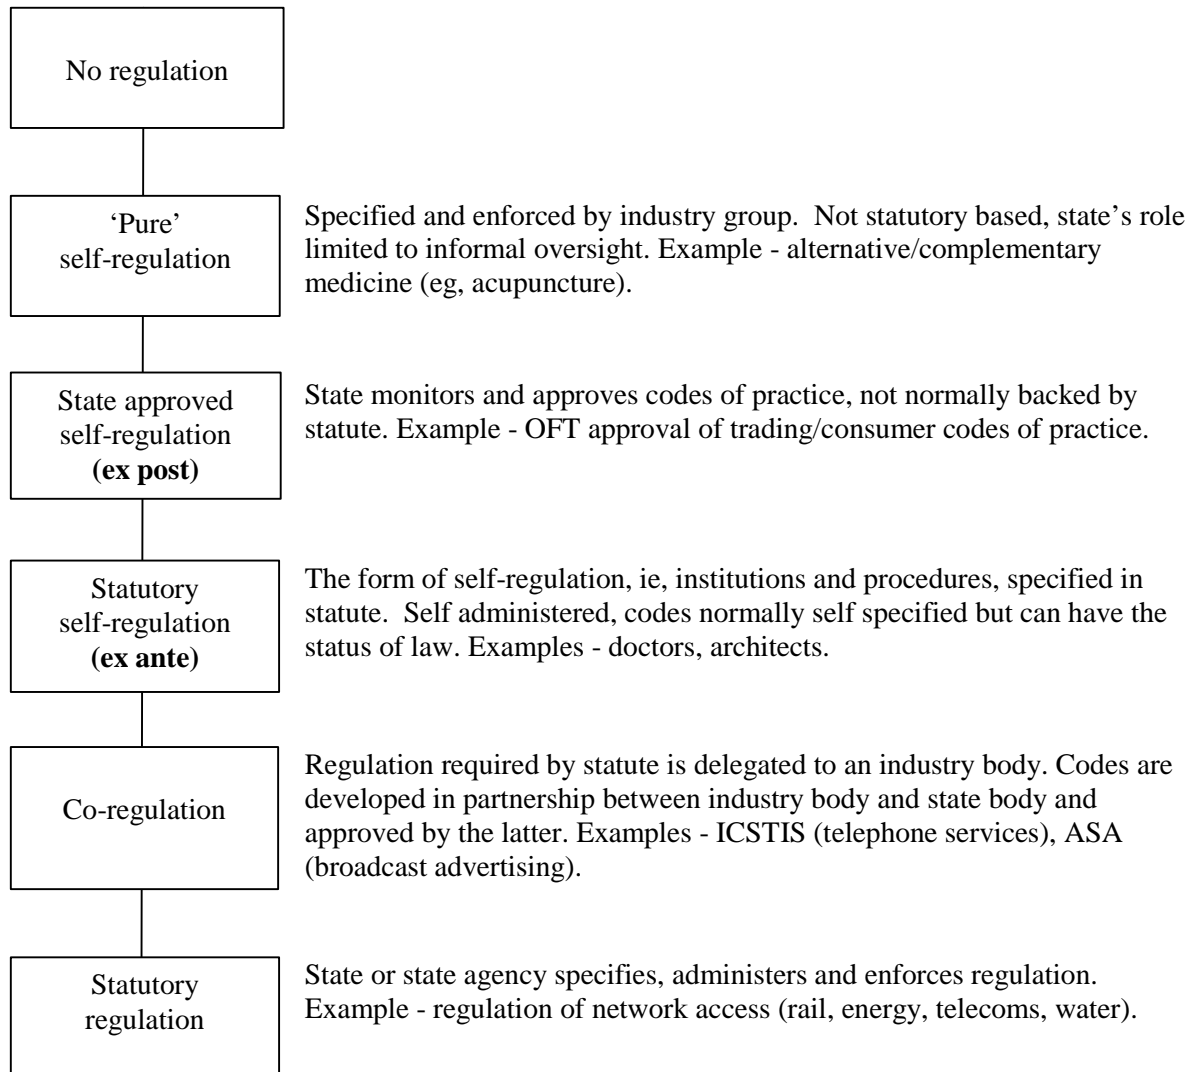 No regulation
‘Pure’
self-regulation
Specified and enforced by industry group.  Not statutory based, state’s role
limited to informal oversight. Example - alternative/complementary
medicine (eg, acupuncture).
State approved
self-regulation
(ex post)
State monitors and approves codes of practice, not normally backed by
statute. Example - OFT approval of trading/consumer codes of practice.
Statutory
self-regulation
(ex ante)
The form of self-regulation, ie, institutions and procedures, specified in
statute.  Self administered, codes normally self specified but can have the
status of law. Examples - doctors, architects.
Co-regulation
Regulation required by statute is delegated to an industry body. Codes are
developed in partnership between industry body and state body and
approved by the latter. Examples - ICSTIS (telephone services), ASA
(broadcast advertising).
Statutory
regulation
State or state agency specifies, administers and enforces regulation.
Example - regulation of network access (rail, energy, telecoms, water).